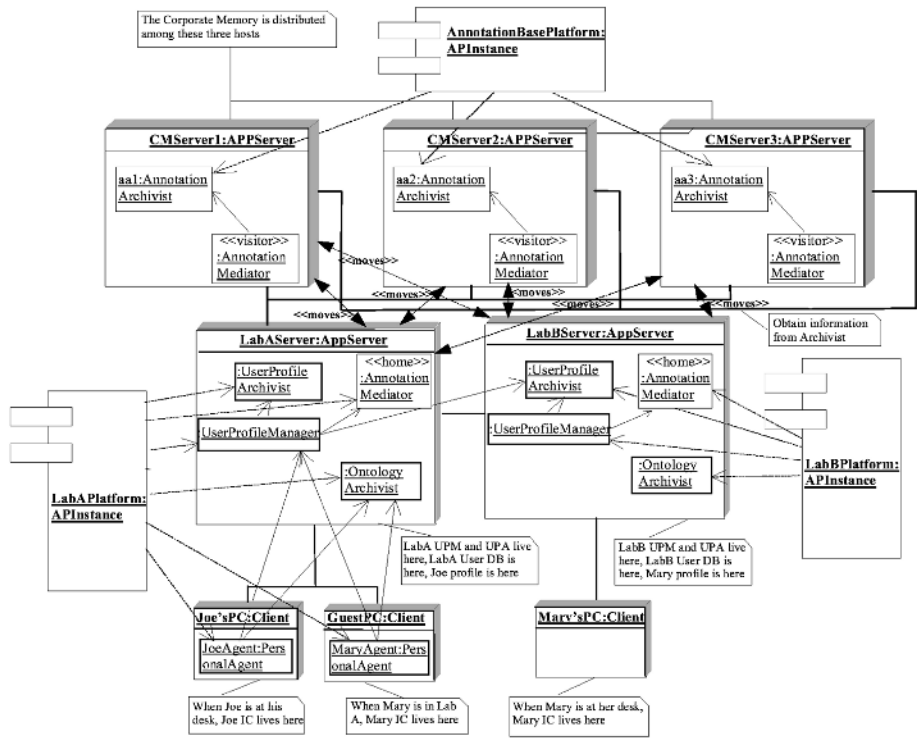 The Corporate Memory is distributed
among these three hosts
AnnotationBasePlatform:
APInstance
CMServer1:APPServer
CMServer2:APPServer
CMServer3:APPServer
aa1:Annotation
Archivist
aa2:Annotation
Archivist
aa3:Annotation
Archivist
<<visitor>>
:Annotation
Mediator
<<visitor>>
:Annotation
Mediator
<<visitor>>
:Annotation
Mediator
<<moves>>
<<moves>>
<<moves>>
<<moves>>
<<moves>>
<<moves>>
Obtain information
from Archivist
LabAServer:AppServer
LabBServer:AppServer
:UserProfile
Archivist
<<home>>
:Annotation
Mediator
:UserProfileManager
:Ontology
Archivist
:UserProfile
Archivist
<<home>>
:Annotation
Mediator
:UserProfileManager
:Ontology
Archivist
LabAPlatform:
APInstance
LabBPlatform:
APInstance
LabA UPM and UPA live
here, LabA User DB is
here, Joe profile is here
LabB UPM and UPA live
here, LabB User DB is
here, Mary profile is here
Joe'sPC:Client
GuestPC:Client
Mary'sPC:Client
JoeAgent:Pers
onalAgent
MaryAgent:Pers
onalAgent
When Joe is at his
desk, Joe IC lives here
When Mary is in Lab
A, Mary IC lives here
When Mary is at her desk,
Mary IC lives here